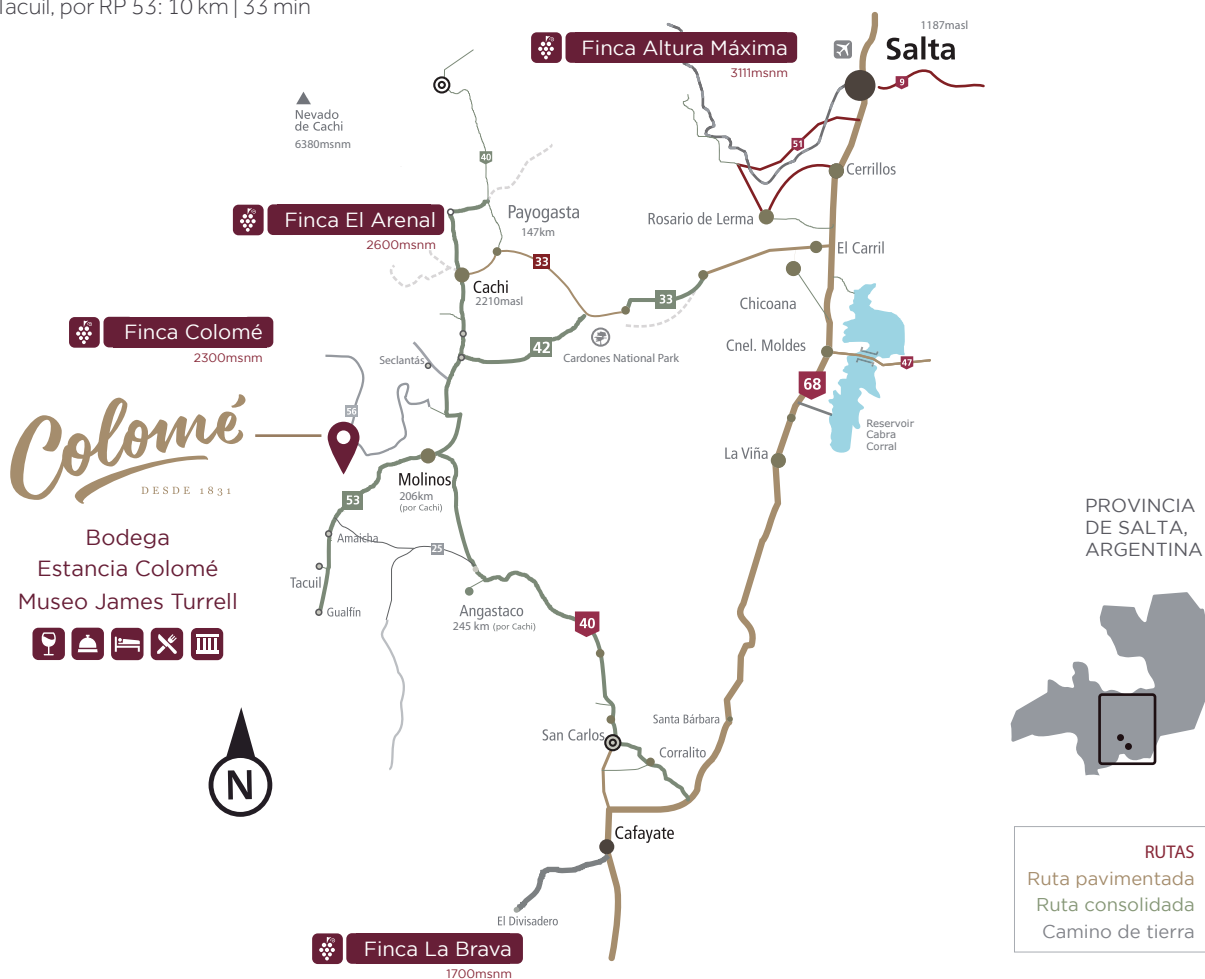 Tacuil, por RP 53: 10 km | 33 min
1187masl
Salta
Finca Altura Máxima
3111msnm
9
Nevado
de Cachi
6380msnm
40
51
Cerrillos
Finca El Arenal
2600msnm
Payogasta
147km
Rosario de Lerma
El Carril
33
Cachi
2210masl
33
Chicoana
Finca Colomé
2300msnm
42
Cardones National Park
Cnel. Moldes
47
Seclantás
68
Colomé
DESDE 1831
56
Reservoir
Cabra
Corral
La Viña
Molinos
206km
(por Cachi)
53
PROVINCIA
DE SALTA,
ARGENTINA
Bodega
Estancia Colomé
Museo James Turrell
Amaicha
25
Tacuil
Gualfín
Angastaco
245 km (por Cachi)
40
Santa Bárbara
San Carlos
Corralito
N
Cafayate
RUTAS
Ruta pavimentada
Ruta consolidada
Camino de tierra
El Divisadero
Finca La Brava
1700msnm